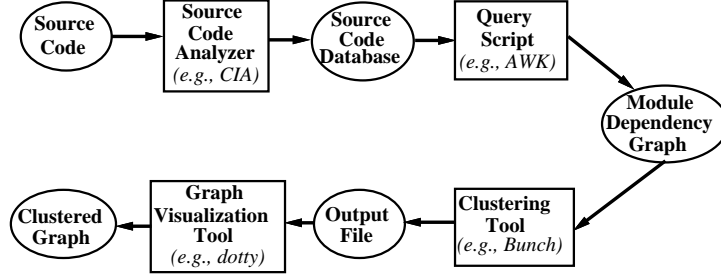 Source
Code
Source
Code
Analyzer
(e.g., CIA)
Source
Code
Database
Query
Script
(e.g., AWK)
Module
Dependency
Graph
Clustering
Tool
(e.g., Bunch)
Output
File
Graph
Visualization
Tool
(e.g., dotty)
Clustered
Graph